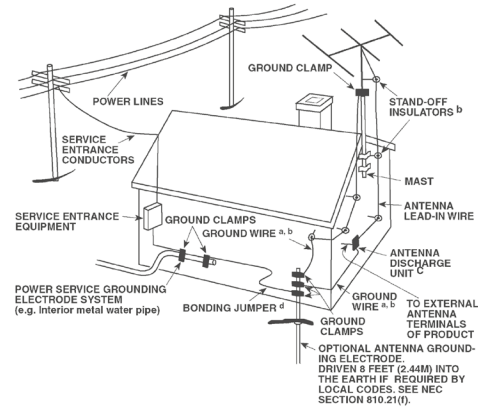 GROUND CLAMP
POWER LINES
STAND-OFF
INSULATORS b
SERVICE
ENTRANCE
CONDUCTORS
MAST
ANTENNA
LEAD-IN WIRE
SERVICE ENTRANCE
EQUIPMENT
GROUND CLAMPS
GROUND WIRE a, b
ANTENNA
DISCHARGE
UNIT C
POWER SERVICE GROUNDING
ELECTRODE SYSTEM
(e.g. Interior metal water pipe)
BONDING JUMPER d
GROUND
WIRE a, b
GROUND
CLAMPS
TO EXTERNAL
ANTENNA
TERMINALS
OF PRODUCT
OPTIONAL ANTENNA GROUND-
ING ELECTRODE.
DRIVEN 8 FEET (2.44M) INTO
THE EARTH IF REQUIRED BY
LOCAL CODES. SEE NEC
SECTION 810.21(f).